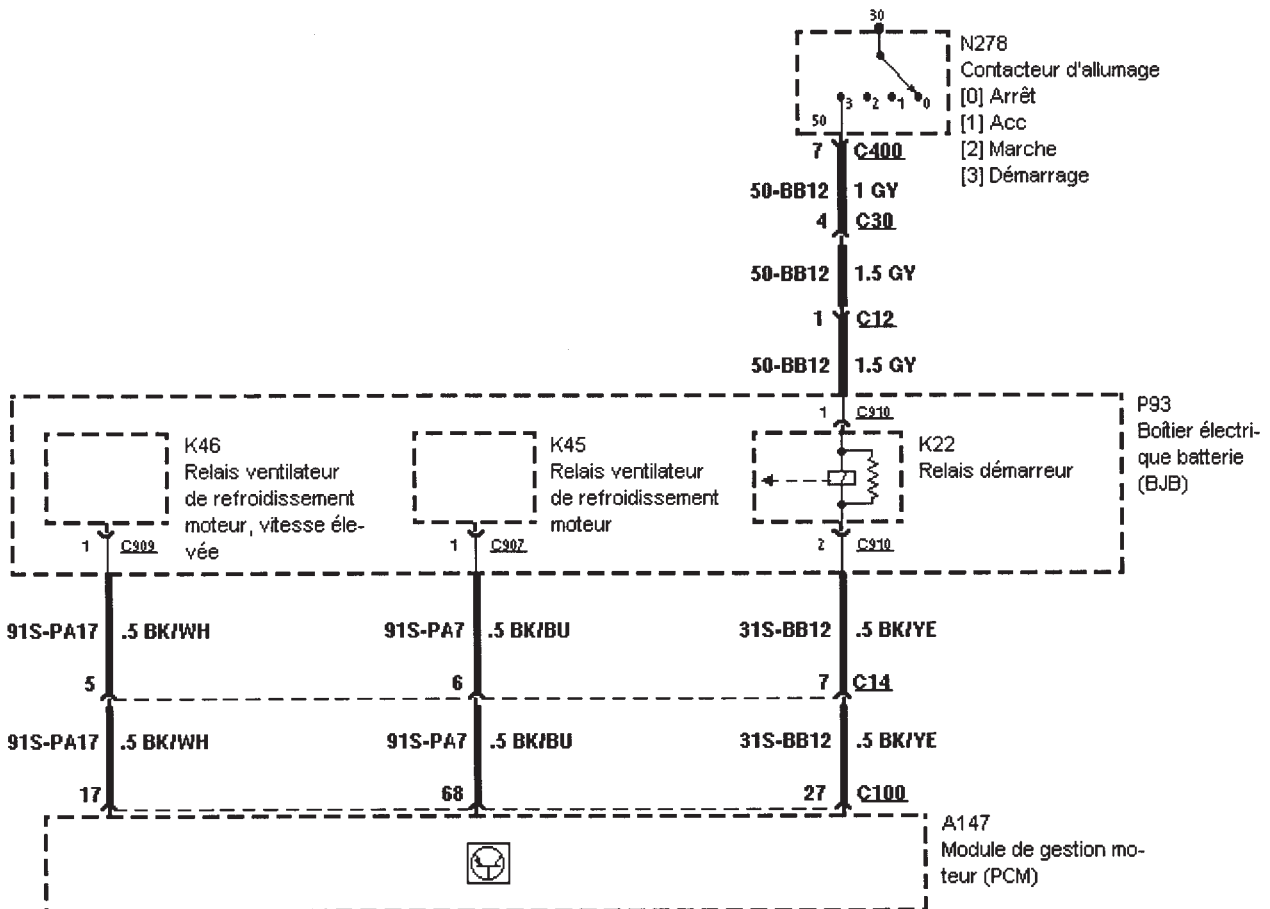 30
N278
Contacteur d'allumage
[0] Arrêt
[1] Acc
[2] Marche
[3] Démarrage
3 2 1 0
50
7 C400
50-BB12 1 GY
4 C30
50-BB12 1.5 GY
1 C12
50-BB12 1.5 GY
P93
Boîtier électri-
que batterie
(BJB)
1 C910
K46
Relais ventilateur
de refroidissement
moteur, vitesse éle-
vée
K45
Relais ventilateur
de refroidissement
moteur
K22
Relais démarreur
1 C909
1 C907
2 C910
91S-PA17 .5 BK/WH
91S-PA7 .5 BK/BU
31S-BB12 .5 BK/YE
5
6
7 C14
91S-PA17 .5 BK/WH
91S-PA7 .5 BK/BU
31S-BB12 .5 BK/YE
17
68
27 C100
A147
Module de gestion mo-
teur (PCM)